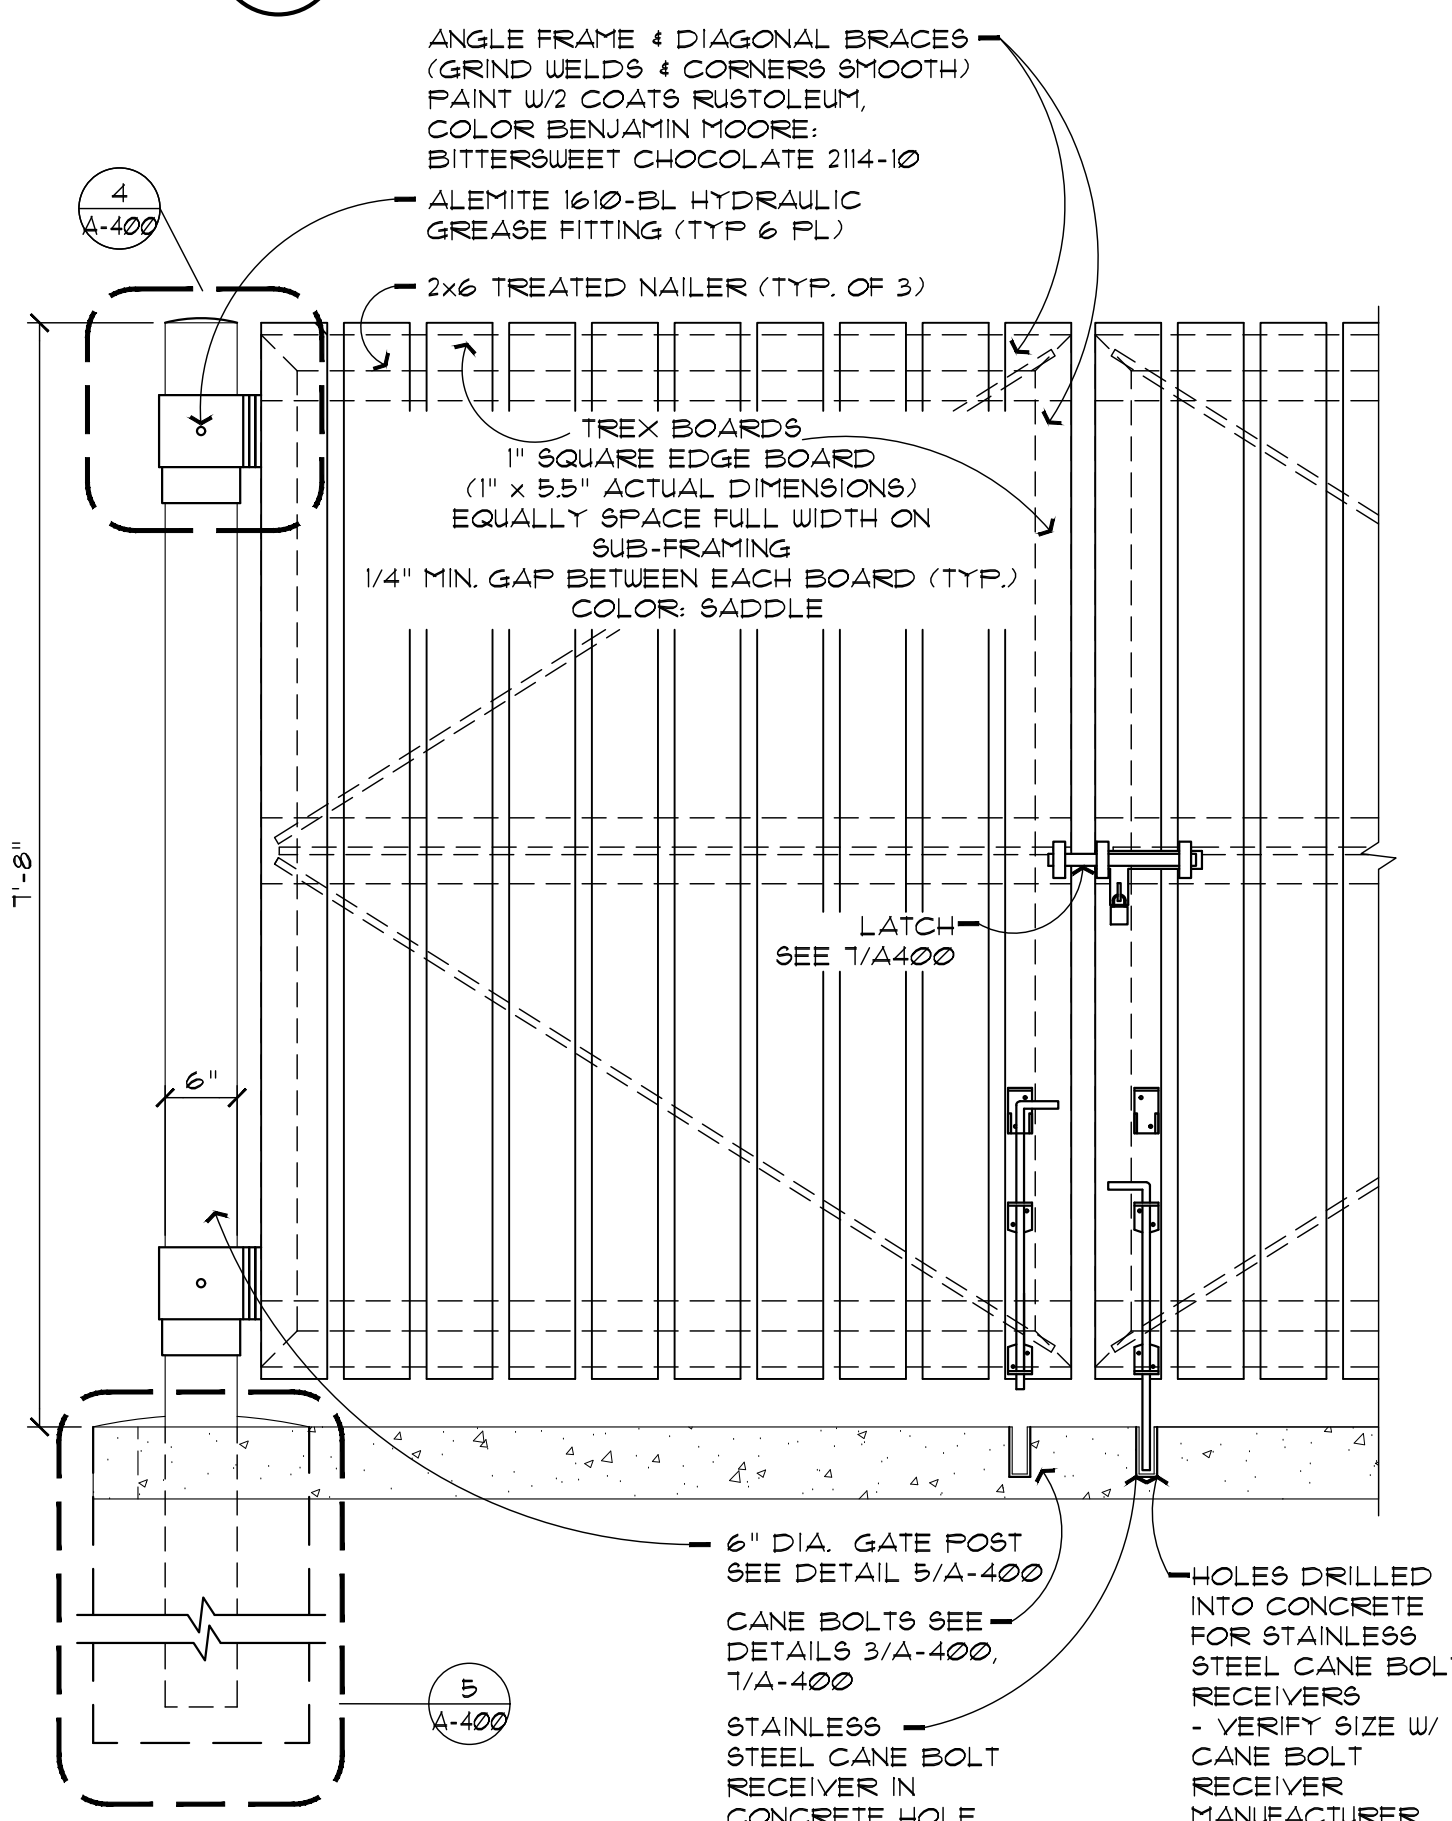 ANGLE FRAME & DIAGONAL BRACES
(GRIND WELDS & CORNERS SMOOTH)
PAINT W/2 COATS RUSTOLEUM,
COLOR BENJAMIN MOORE:
BITTERSWEET CHOCOLATE 2114-10
4
A-400
ALEMITE 1610-BL HYDRAULIC
GREASE FITTING (TYP 6 PL)
2x6 TREATED NAILER (TYP. OF 3)
TREX BOARDS
1" SQUARE EDGE BOARD
(1" x 5.5" ACTUAL DIMENSIONS)
EQUALLY SPACE FULL WIDTH ON
SUB-FRAMING
1/4" MIN. GAP BETWEEN EACH BOARD (TYP.)
COLOR: SADDLE
7'-8"
LATCH
SEE 7/A400
6"
6" DIA. GATE POST
SEE DETAIL 5/A-400
CANE BOLTS SEE
DETAILS 3/A-400,
7/A-400
5
A-400
STAINLESS
STEEL CANE BOLT
RECEIVER IN
CONCRETE HOLE
HOLES DRILLED
INTO CONCRETE
FOR STAINLESS
STEEL CANE BOLT
RECEIVERS
- VERIFY SIZE W/
CANE BOLT
RECEIVER
MANUFACTURER